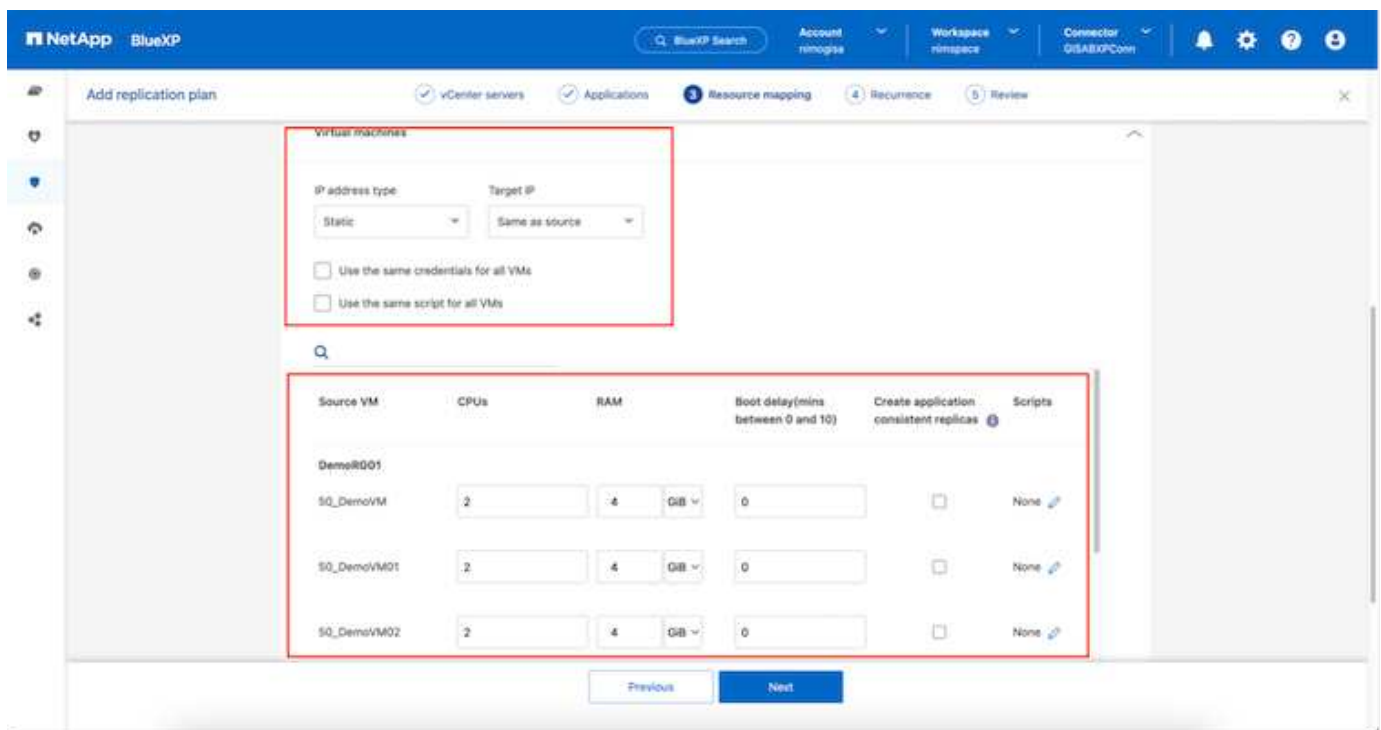 NetApp BlueXP
BlueXP Search
Account
nimogisa
Workspace
nimspace
Connector
GISABXPConn
Add replication plan
vCenter servers
Applications
3 Resource mapping
4 Recurrence
5 Review
Virtual machines
IP address type Target IP
Static Same as source
Use the same credentials for all VMs
Use the same script for all VMs
Source VM CPUs RAM Boot delay(mins between 0 and 10) Create application consistent replicas Scripts
DemoRG01
S0_DemoVM 2 4 GiB 0 None
S0_DemoVM01 2 4 GiB 0 None
S0_DemoVM02 2 4 GiB 0 None
Previous Next